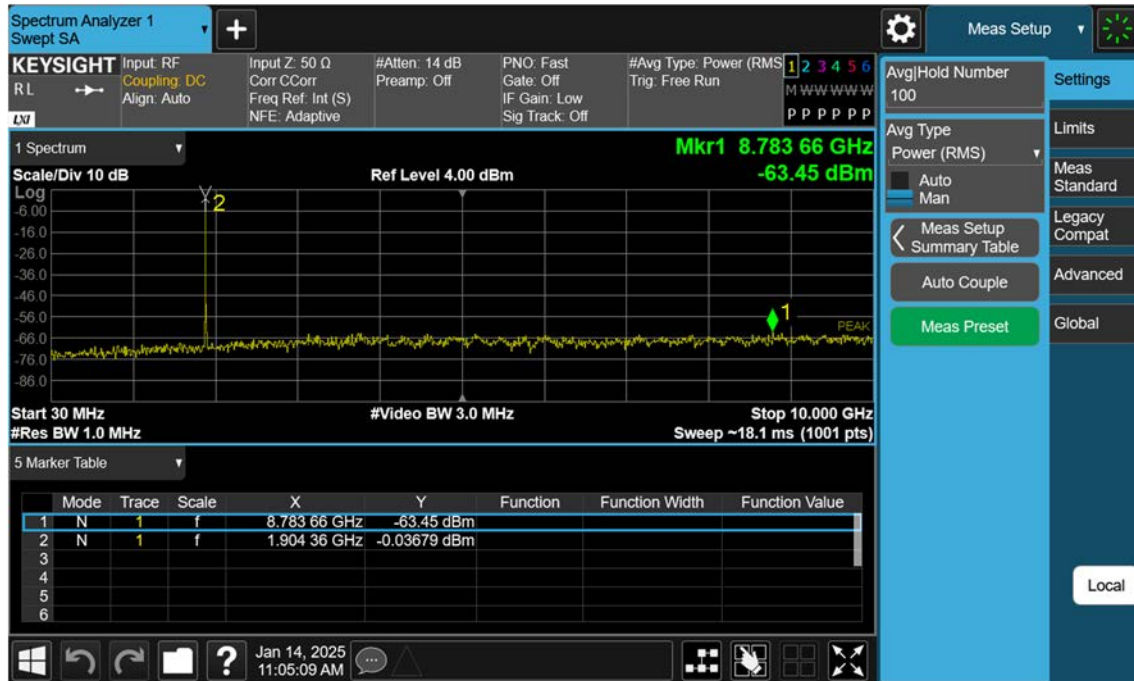 Spectrum Analyzer 1
Swept SA
+
Meas Setup
KEYSIGHT
RL
LXI
Input: RF
Coupling: DC
Align: Auto
Input Z: 50 Ω
Corr CCorr
Freq Ref: Int (S)
NFE: Adaptive
#Atten: 14 dB
Preamp: Off
PNO: Fast
Gate: Off
IF Gain: Low
Sig Track: Off
#Avg Type: Power (RMS
Trig: Free Run
1 2 3 4 5 6
M W W W W W
P P P P P P
1 Spectrum
Mkr1 8.783 66 GHz
Scale/Div 10 dB
Ref Level 4.00 dBm
-63.45 dBm
Log
2
-6.00
-16.0
-26.0
-36.0
-46.0
-56.0
1
PEAK
-66.0
-76.0
-86.0
Start 30 MHz
#Video BW 3.0 MHz
Stop 10.000 GHz
#Res BW 1.0 MHz
Sweep ~18.1 ms (1001 pts)
5 Marker Table
Mode Trace Scale X Y Function Function Width Function Value
1 N 1 f 8.783 66 GHz -63.45 dBm
2 N 1 f 1.904 36 GHz -0.03679 dBm
3
4
5
6
Jan 14, 2025
11:05:09 AM
?
Avg|Hold Number
100
Avg Type
Power (RMS)
Auto
Man
Meas Setup
Summary Table
Auto Couple
Meas Preset
Settings
Limits
Meas
Standard
Legacy
Compat
Advanced
Global
Local